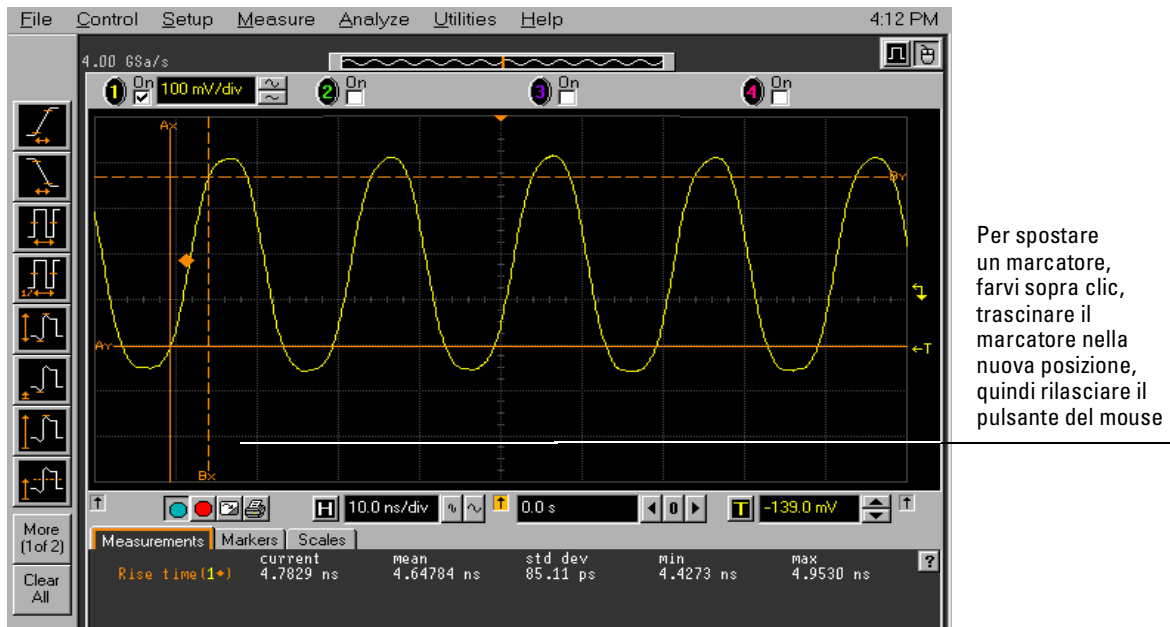 File Control Setup Measure Analyze Utilities Help 4:12 PM
4.00 GSa/s
1 On 100 mV/div 2 On 3 On 4 On
Ax
By
Ay
T
Bx
H 10.0 ns/div 0.0 s 0 T -139.0 mV
More
(1of 2)
Clear
All
Measurements Markers Scales
current mean std dev min max
Rise time(1) 4.7829 ns 4.64784 ns 85.11 ps 4.4273 ns 4.9530 ns
?
Per spostare
un marcatore,
farvi sopra clic,
trascinare il
marcatore nella
nuova posizione,
quindi rilasciare il
pulsante del mouse